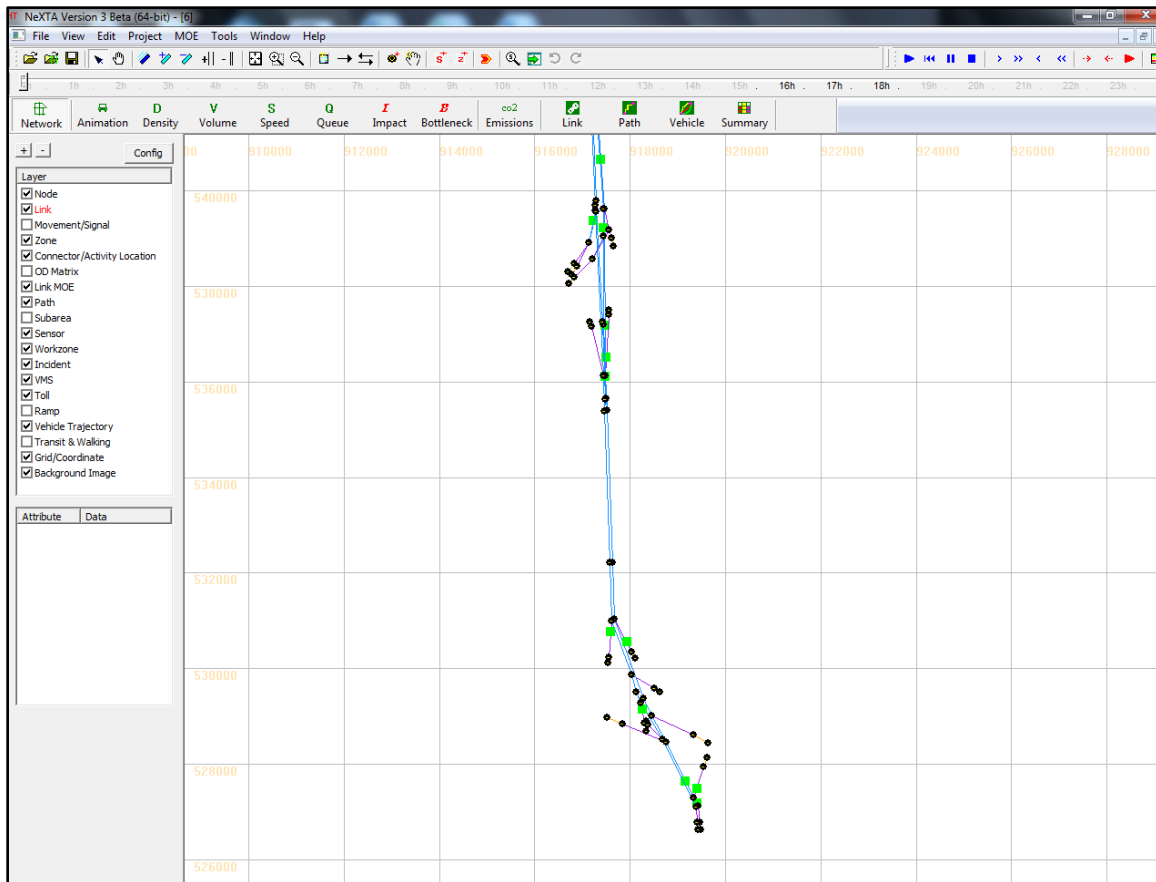 NeXTA Version 3 Beta (64-bit) - [6]
File View Edit Project MOE Tools Window Help
1h 2h 3h 4h 5h 6h 7h 8h 9h 10h 11h 12h 13h 14h 15h 16h 17h 18h 19h 20h 21h 22h 23h
D V S Q I B co2
Network Animation Density Volume Speed Queue Impact Bottleneck Emissions Link Path Vehicle Summary
+ - Config
00 910000 912000 914000 916000 918000 920000 922000 924000 926000 928000
Layer
Node
Link
Movement/Signal
Zone
Connector/Activity Location
OD Matrix
Link MOE
Path
Subarea
Sensor
Workzone
Incident
VMS
Toll
Ramp
Vehicle Trajectory
Transit & Walking
Grid/Coordinate
Background Image
Attribute Data
540000
538000
536000
534000
532000
530000
528000
526000